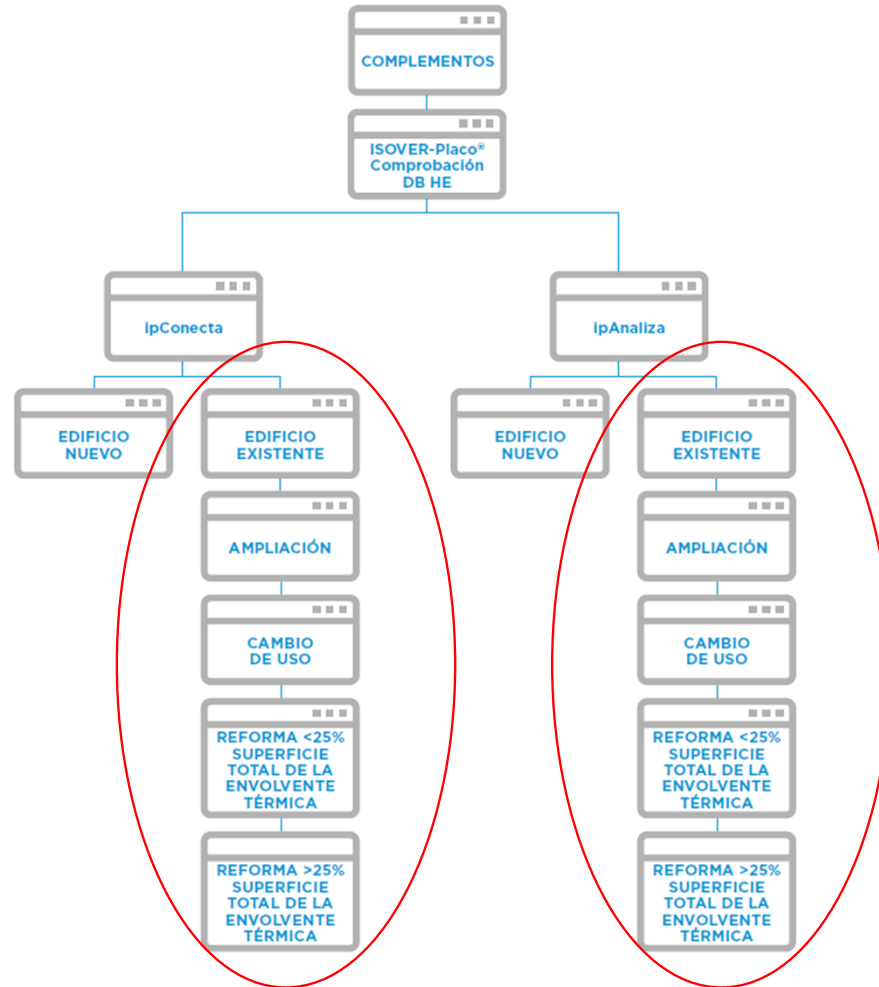 COMPLEMENTOS
ISOVER-Placo®
Comprobación
DB HE
ipConecta
ipAnaliza
EDIFICIO
NUEVO
EDIFICIO
EXISTENTE
EDIFICIO
NUEVO
EDIFICIO
EXISTENTE
AMPLIACIÓN
AMPLIACIÓN
CAMBIO
DE USO
CAMBIO
DE USO
REFORMA <25%
SUPERFICIE
TOTAL DE LA
ENVOLVENTE
TÉRMICA
REFORMA <25%
SUPERFICIE
TOTAL DE LA
ENVOLVENTE
TÉRMICA
REFORMA >25%
SUPERFICIE
TOTAL DE LA
ENVOLVENTE
TÉRMICA
REFORMA >25%
SUPERFICIE
TOTAL DE LA
ENVOLVENTE
TÉRMICA